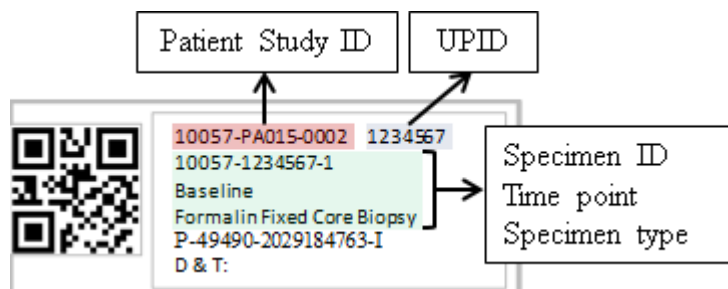 Patient Study ID
UPID
10057-PA015-0002 1234567
10057-1234567-1
Baseline
Formalin Fixed Core Biopsy
P-49490-2029184763-I
D & T:
Specimen ID
Time point
Specimen type